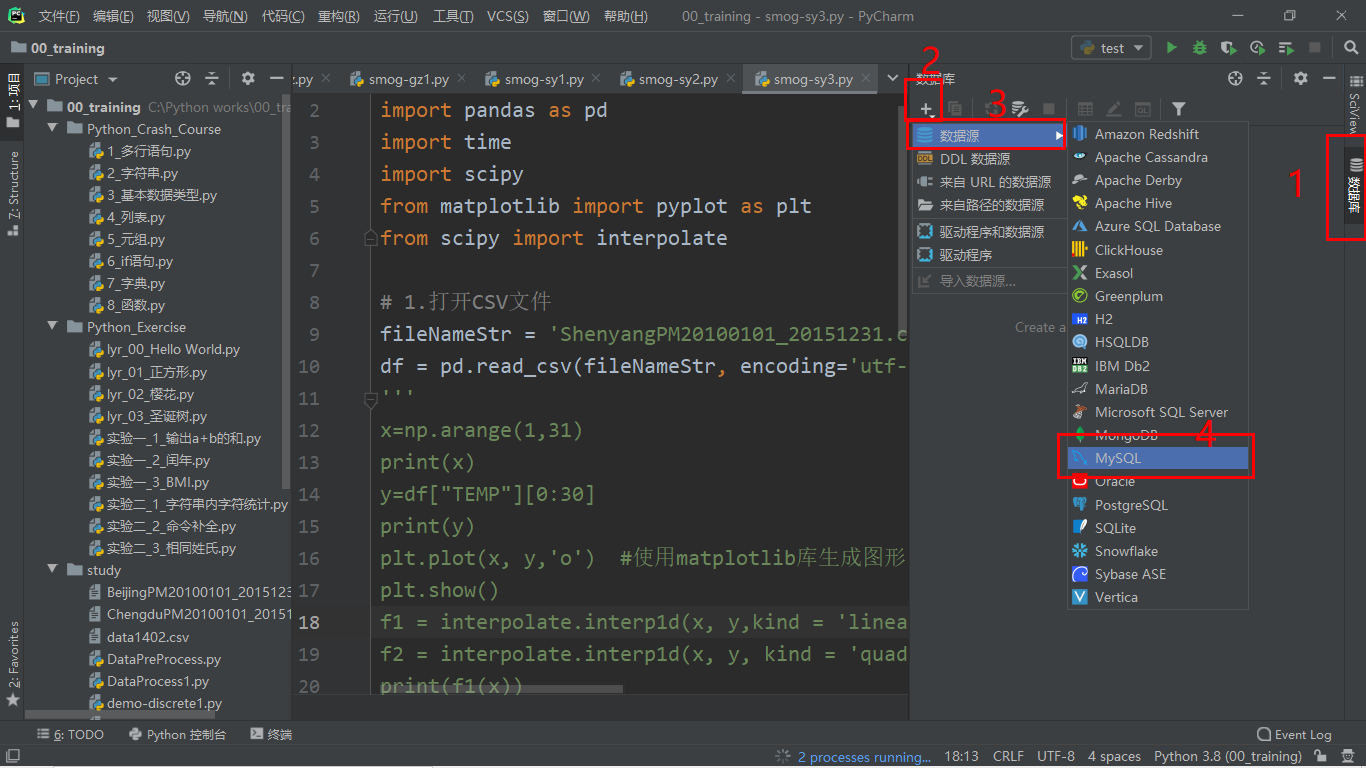 文件(F) 编辑(E) 视图(V) 导航(N) 代码(C) 重构(R) 运行(U) 工具(T) VCS(S) 窗口(W) 帮助(H) 00_training - smog-sy3.py - PyCharm
00_training
test
Project
z.py
smog-gz1.py
smog-sy1.py
smog-sy2.py
smog-sy3.py
数据库
1: 项目
Z: Structure
2: Favorites
00_training C:\Python works\00_tra
Python_Crash_Course
1_多行语句.py
2_字符串.py
3_基本数据类型.py
4_列表.py
5_元组.py
6_if语句.py
7_字典.py
8_函数.py
Python_Exercise
lyr_00_Hello World.py
lyr_01_正方形.py
lyr_02_樱花.py
lyr_03_圣诞树.py
实验一_1_输出a+b的和.py
实验一_2_闰年.py
实验一_3_BMI.py
实验二_1_字符串内字符统计.py
实验二_2_命令补全.py
实验二_3_相同姓氏.py
study
BeijingPM20100101_2015123
ChengduPM20100101_20151
data1402.csv
DataPreProcess.py
DataProcess1.py
demo-discrete1.py
2 import pandas as pd
3 import time
4 import scipy
5 from matplotlib import pyplot as plt
6 from scipy import interpolate
7
8 # 1.打开CSV文件
9 fileNameStr = 'ShenyangPM20100101_20151231.c
10 df = pd.read_csv(fileNameStr, encoding='utf-
11 '''
12 x=np.arange(1,31)
13 print(x)
14 y=df["TEMP"][0:30]
15 print(y)
16 plt.plot(x, y,'o') #使用matplotlib库生成图形
17 plt.show()
18 f1 = interpolate.interp1d(x, y,kind = 'linea
19 f2 = interpolate.interp1d(x, y, kind = 'quad
20 print(f1(x))
2
3
数据源
DDL 数据源
来自 URL 的数据源
来自路径的数据源
驱动程序和数据源
驱动程序
导入数据源...
Create a
Amazon Redshift
Apache Cassandra
Apache Derby
Apache Hive
Azure SQL Database
ClickHouse
Exasol
Greenplum
H2
HSQLDB
IBM Db2
MariaDB
Microsoft SQL Server
MongoDB
4
MySQL
Oracle
PostgreSQL
SQLite
Snowflake
Sybase ASE
Vertica
SciView
1
数据库
6: TODO
Python 控制台
终端
Event Log
2 processes running...
18:13 CRLF UTF-8 4 spaces Python 3.8 (00_training)